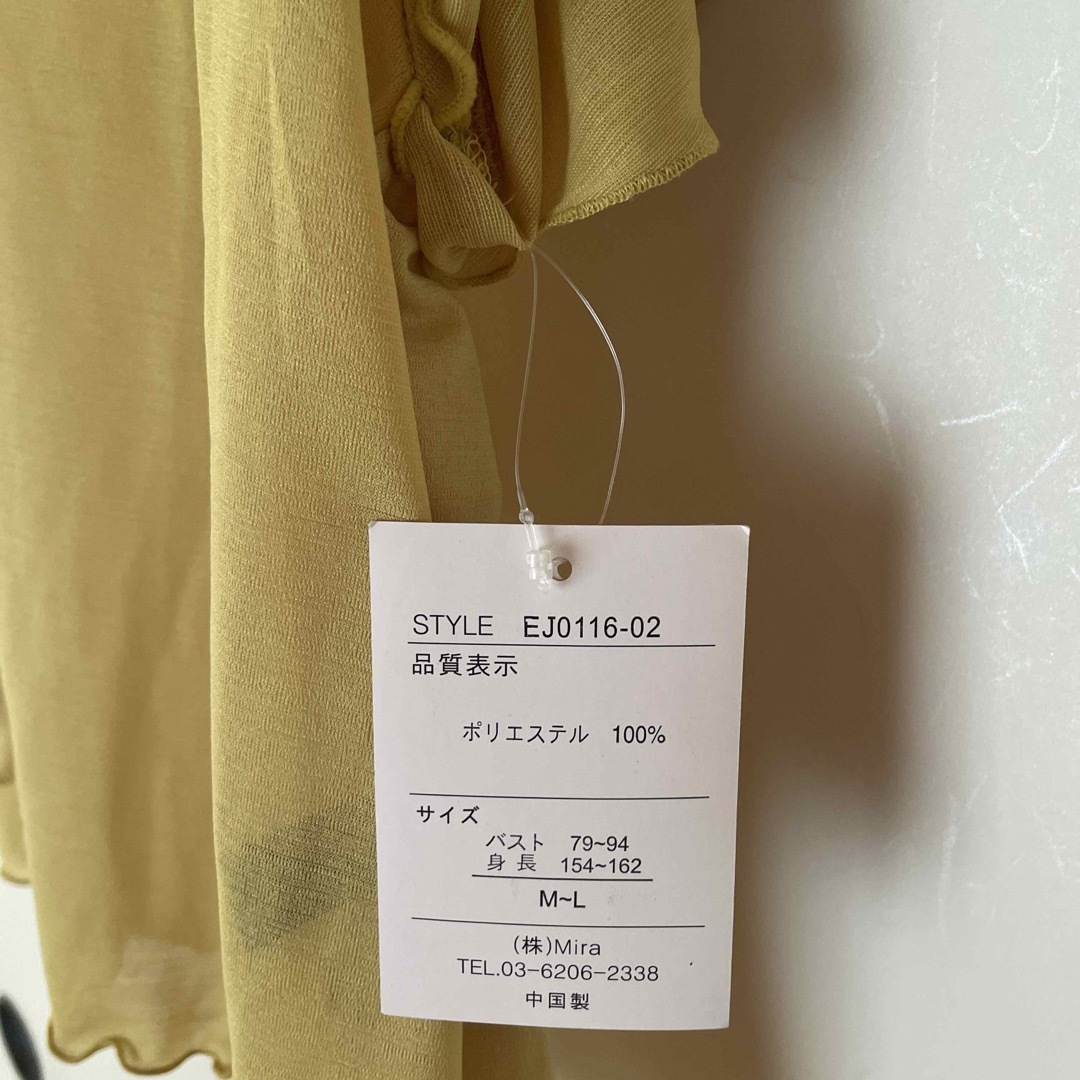 STYLE EJ0116-02
品質表示
ポリエステル 100%
サイズ
バスト 79~94
身長 154~162
M~L
(株)Mira
TEL.03-6206-2338
中国製